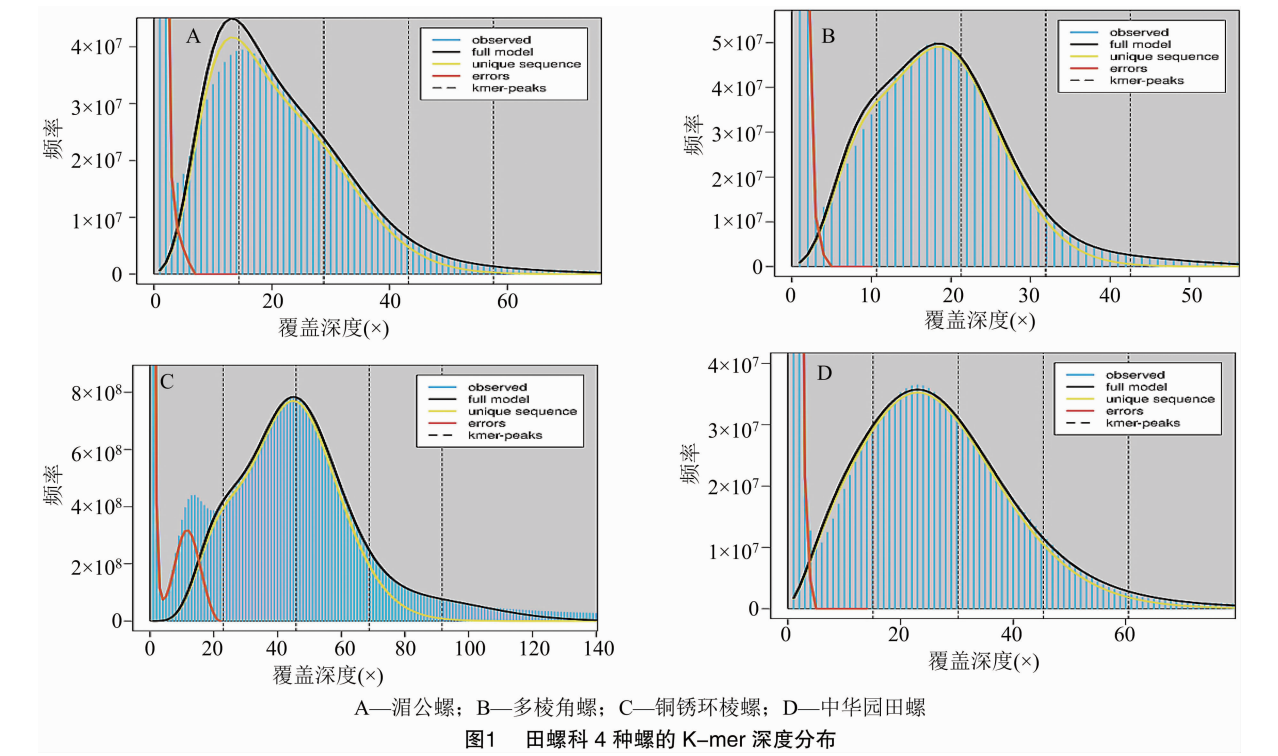 A
4×10⁷
3×10⁷
2×10⁷
1×10⁷
0
频率
0 20 40 60
覆盖深度(×)
observed
full model
unique sequence
errors
kmer-peaks
B
5×10⁷
4×10⁷
3×10⁷
2×10⁷
1×10⁷
0
频率
0 10 20 30 40 50
覆盖深度(×)
observed
full model
unique sequence
errors
kmer-peaks
C
8×10⁸
6×10⁸
4×10⁸
2×10⁸
0
频率
0 20 40 60 80 100 120 140
覆盖深度(×)
observed
full model
unique sequence
errors
kmer-peaks
D
4×10⁷
3×10⁷
2×10⁷
1×10⁷
0
频率
0 20 40 60
覆盖深度(×)
observed
full model
unique sequence
errors
kmer-peaks
A—湄公螺；B—多棱角螺；C—铜锈环棱螺；D—中华园田螺
图1 田螺科 4 种螺的 K–mer 深度分布